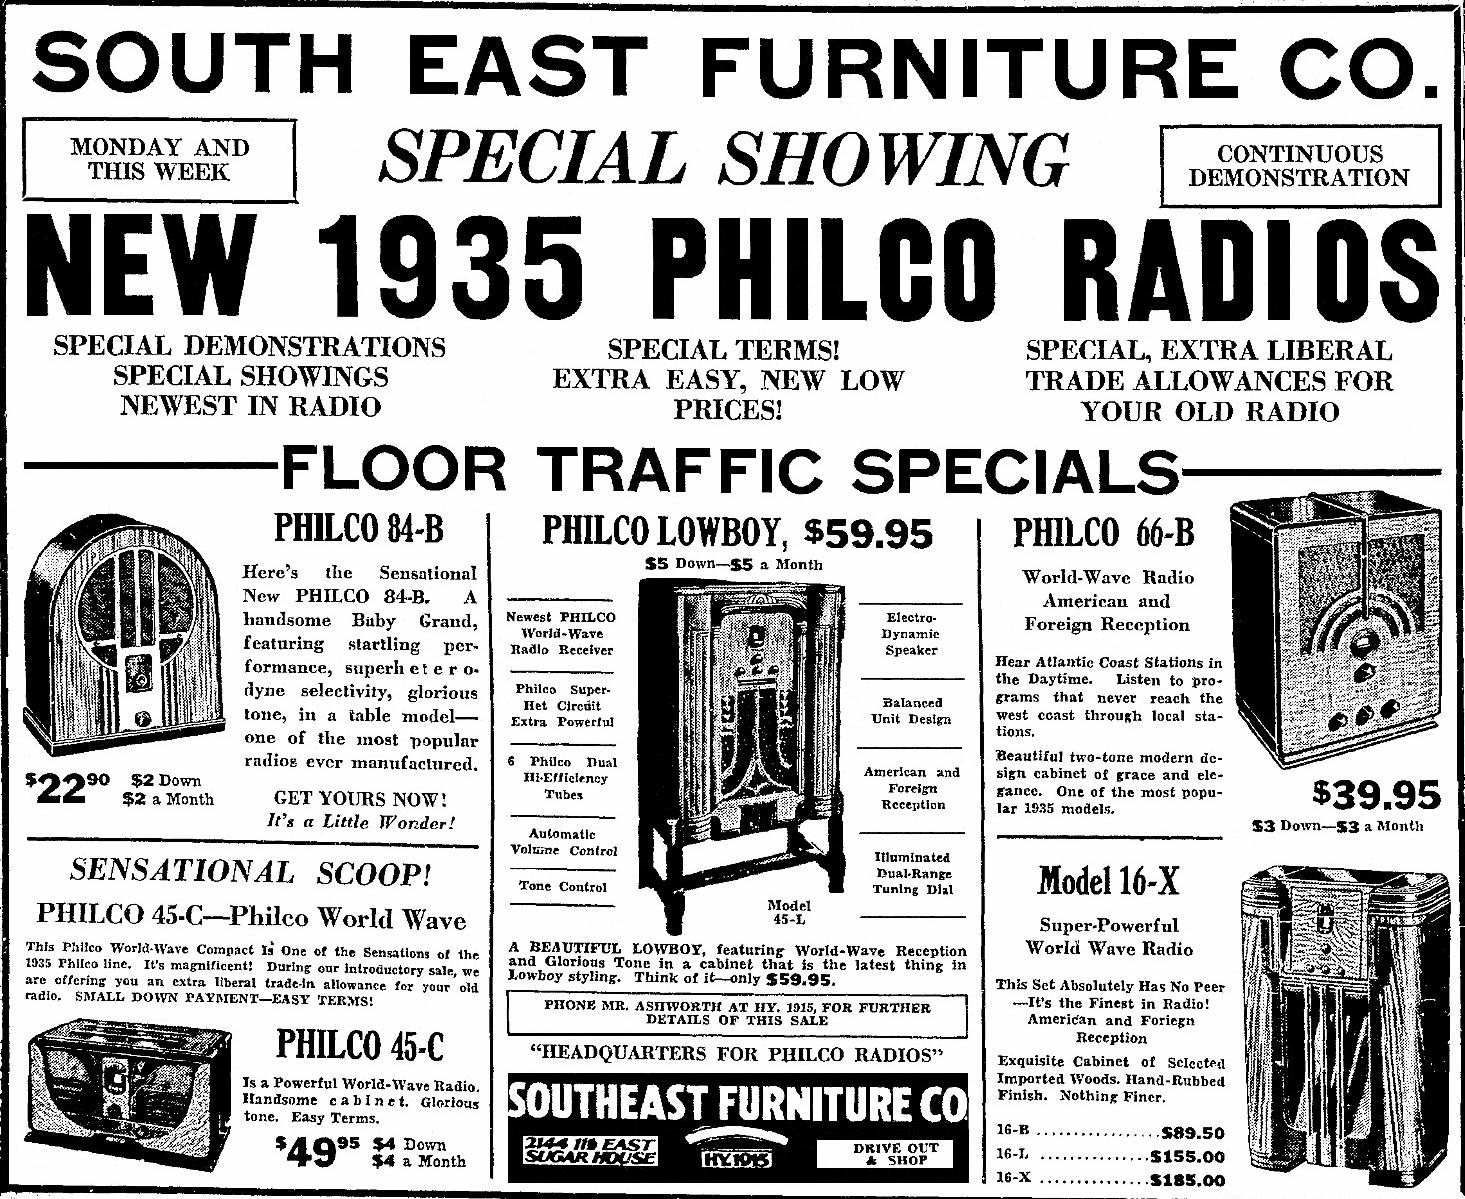 SOUTH EAST FURNITURE CO.
MONDAY AND
THIS WEEK
SPECIAL SHOWING
CONTINUOUS
DEMONSTRATION
NEW 1935 PHILCO RADIOS
SPECIAL DEMONSTRATIONS
SPECIAL SHOWINGS
NEWEST IN RADIO
SPECIAL TERMS!
EXTRA EASY, NEW LOW
PRICES!
SPECIAL, EXTRA LIBERAL
TRADE ALLOWANCES FOR
YOUR OLD RADIO
FLOOR TRAFFIC SPECIALS
PHILCO 84-B
Here's the Sensational
New PHILCO 84-B. A
handsome Baby Grand,
featuring startling per-
formance, superhetero-
dyne selectivity, glorious
tone, in a table model—
one of the most popular
radios ever manufactured.
$22.90 $2 Down
$2 a Month
GET YOURS NOW!
It's a Little Wonder!
SENSATIONAL SCOOP!
PHILCO 45-C—Philco World Wave
This Philco World-Wave Compact Is One of the Sensations of the
1935 Philco line. It's magnificent! During our introductory sale, we
are offering you an extra liberal trade-in allowance for your old
radio. SMALL DOWN PAYMENT—EASY TERMS!
PHILCO 45-C
Is a Powerful World-Wave Radio.
Handsome cabinet. Glorious
tone. Easy Terms.
$49.95 $4 Down
$4 a Month
PHILCO LOWBOY, $59.95
$5 Down—$5 a Month
Newest PHILCO
World-Wave
Radio Receiver
Philco Super-
Het Circuit
Extra Powerful
6 Philco Dual
Hi-Efficiency
Tubes
Automatic
Volume Control
Tone Control
Electro-
Dynamic
Speaker
Balanced
Unit Design
American and
Foreign
Reception
Illuminated
Dual-Range
Tuning Dial
Model
45-L
A BEAUTIFUL LOWBOY, featuring World-Wave Reception
and Glorious Tone in a cabinet that is the latest thing in
Lowboy styling. Think of it—only $59.95.
PHONE MR. ASHWORTH AT HY. 1915, FOR FURTHER
DETAILS OF THIS SALE
"HEADQUARTERS FOR PHILCO RADIOS"
SOUTHEAST FURNITURE CO
2144 11th EAST
SUGAR HOUSE
HY.1915
DRIVE OUT
& SHOP
PHILCO 66-B
World-Wave Radio
American and
Foreign Reception
Hear Atlantic Coast Stations in
the Daytime. Listen to pro-
grams that never reach the
west coast through local sta-
tions.
Beautiful two-tone modern de-
sign cabinet of grace and ele-
gance. One of the most popu-
lar 1935 models.
$39.95
$3 Down—$3 a Month
Model 16-X
Super-Powerful
World Wave Radio
This Set Absolutely Has No Peer
—It's the Finest in Radio!
American and Foriegn
Reception
Exquisite Cabinet of Selected
Imported Woods. Hand-Rubbed
Finish. Nothing Finer.
16-B ................ $89.50
16-L ............... $155.00
16-X ............... $185.00